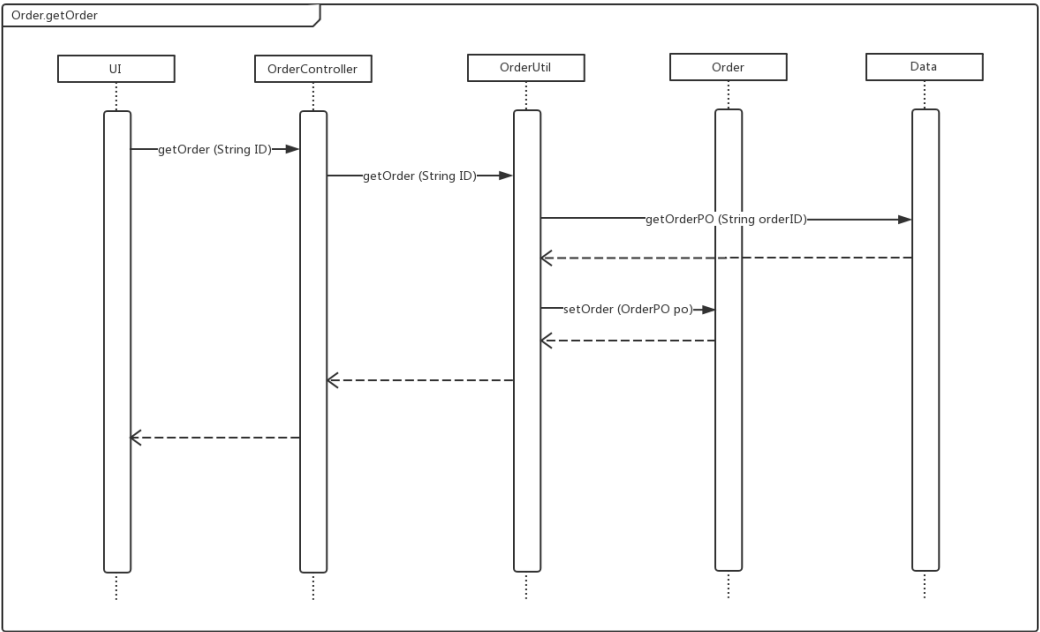 Order.getOrder
UI
OrderController
OrderUtil
Order
Data
getOrder (String ID)
getOrder (String ID)
getOrderPO (String orderID)
setOrder (OrderPO po)